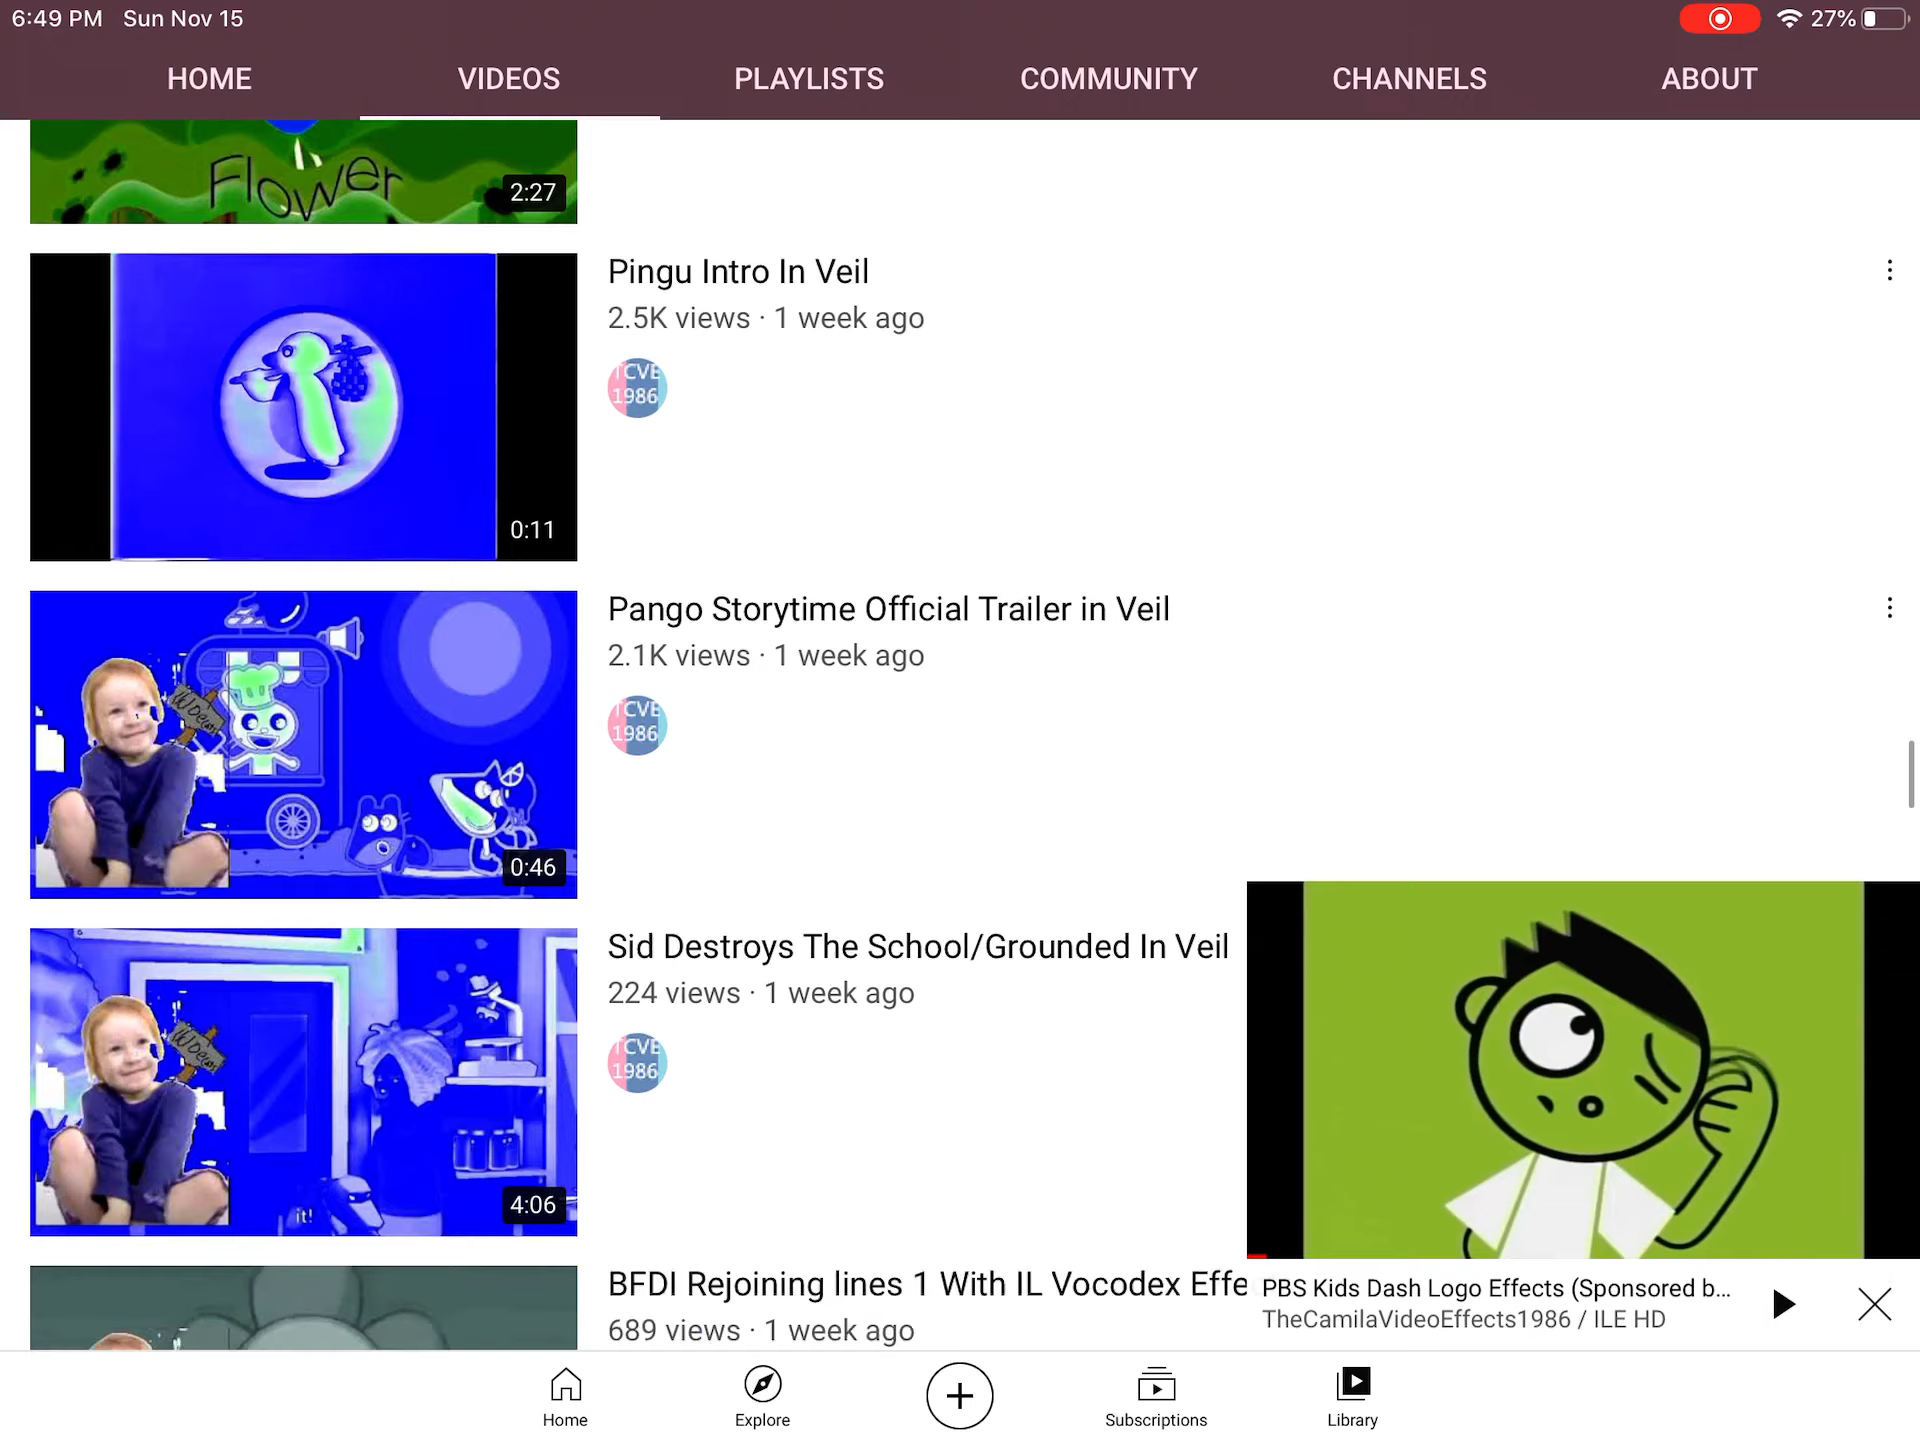 6:49 PM Sun Nov 15
27%
HOME VIDEOS PLAYLISTS COMMUNITY CHANNELS ABOUT
Flower
2:27
Pingu Intro In Veil
2.5K views · 1 week ago
TCVE
1986
0:11
Pango Storytime Official Trailer in Veil
2.1K views · 1 week ago
TCVE
1986
0:46
Sid Destroys The School/Grounded In Veil
224 views · 1 week ago
TCVE
1986
it!
4:06
BFDI Rejoining lines 1 With IL Vocodex Effe
689 views · 1 week ago
PBS Kids Dash Logo Effects (Sponsored b...
TheCamilaVideoEffects1986 / ILE HD
Home Explore Subscriptions Library